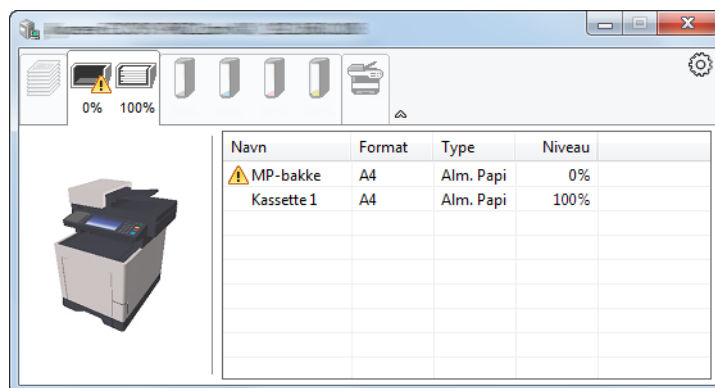 0% 100%
Navn Format Type Niveau
MP-bakke A4 Alm. Papi 0%
Kassette 1 A4 Alm. Papi 100%